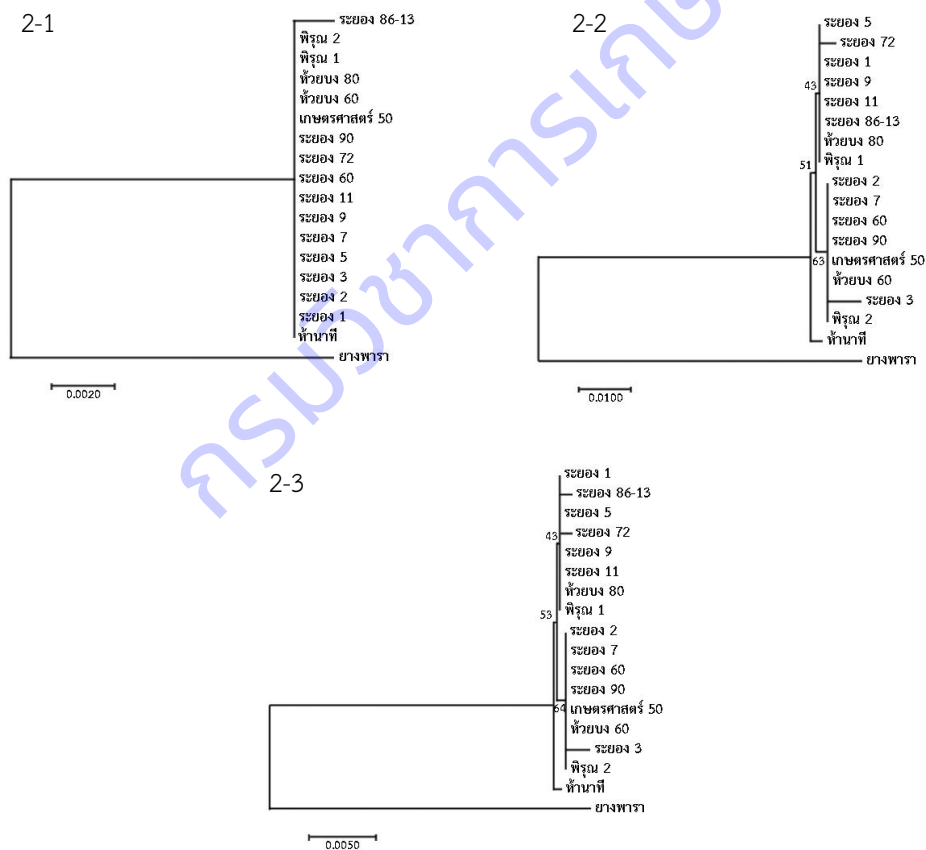 2-1
ระยอง 86-13
พิรุณ 2
พิรุณ 1
ห้วยบง 80
ห้วยบง 60
เกษตรศาสตร์ 50
ระยอง 90
ระยอง 72
ระยอง 60
ระยอง 11
ระยอง 9
ระยอง 7
ระยอง 5
ระยอง 3
ระยอง 2
ระยอง 1
ห้านาที
ยางพารา
0.0020
2-2
ระยอง 5
ระยอง 72
ระยอง 1
ระยอง 9
43
ระยอง 11
ระยอง 86-13
ห้วยบง 80
พิรุณ 1
51
ระยอง 2
ระยอง 7
ระยอง 60
ระยอง 90
เกษตรศาสตร์ 50
63
ห้วยบง 60
ระยอง 3
พิรุณ 2
ห้านาที
ยางพารา
0.0100
2-3
ระยอง 1
ระยอง 86-13
ระยอง 5
ระยอง 72
43
ระยอง 9
ระยอง 11
ห้วยบง 80
พิรุณ 1
53
ระยอง 2
ระยอง 7
ระยอง 60
ระยอง 90
เกษตรศาสตร์ 50
64
ห้วยบง 60
ระยอง 3
พิรุณ 2
ห้านาที
ยางพารา
0.0050